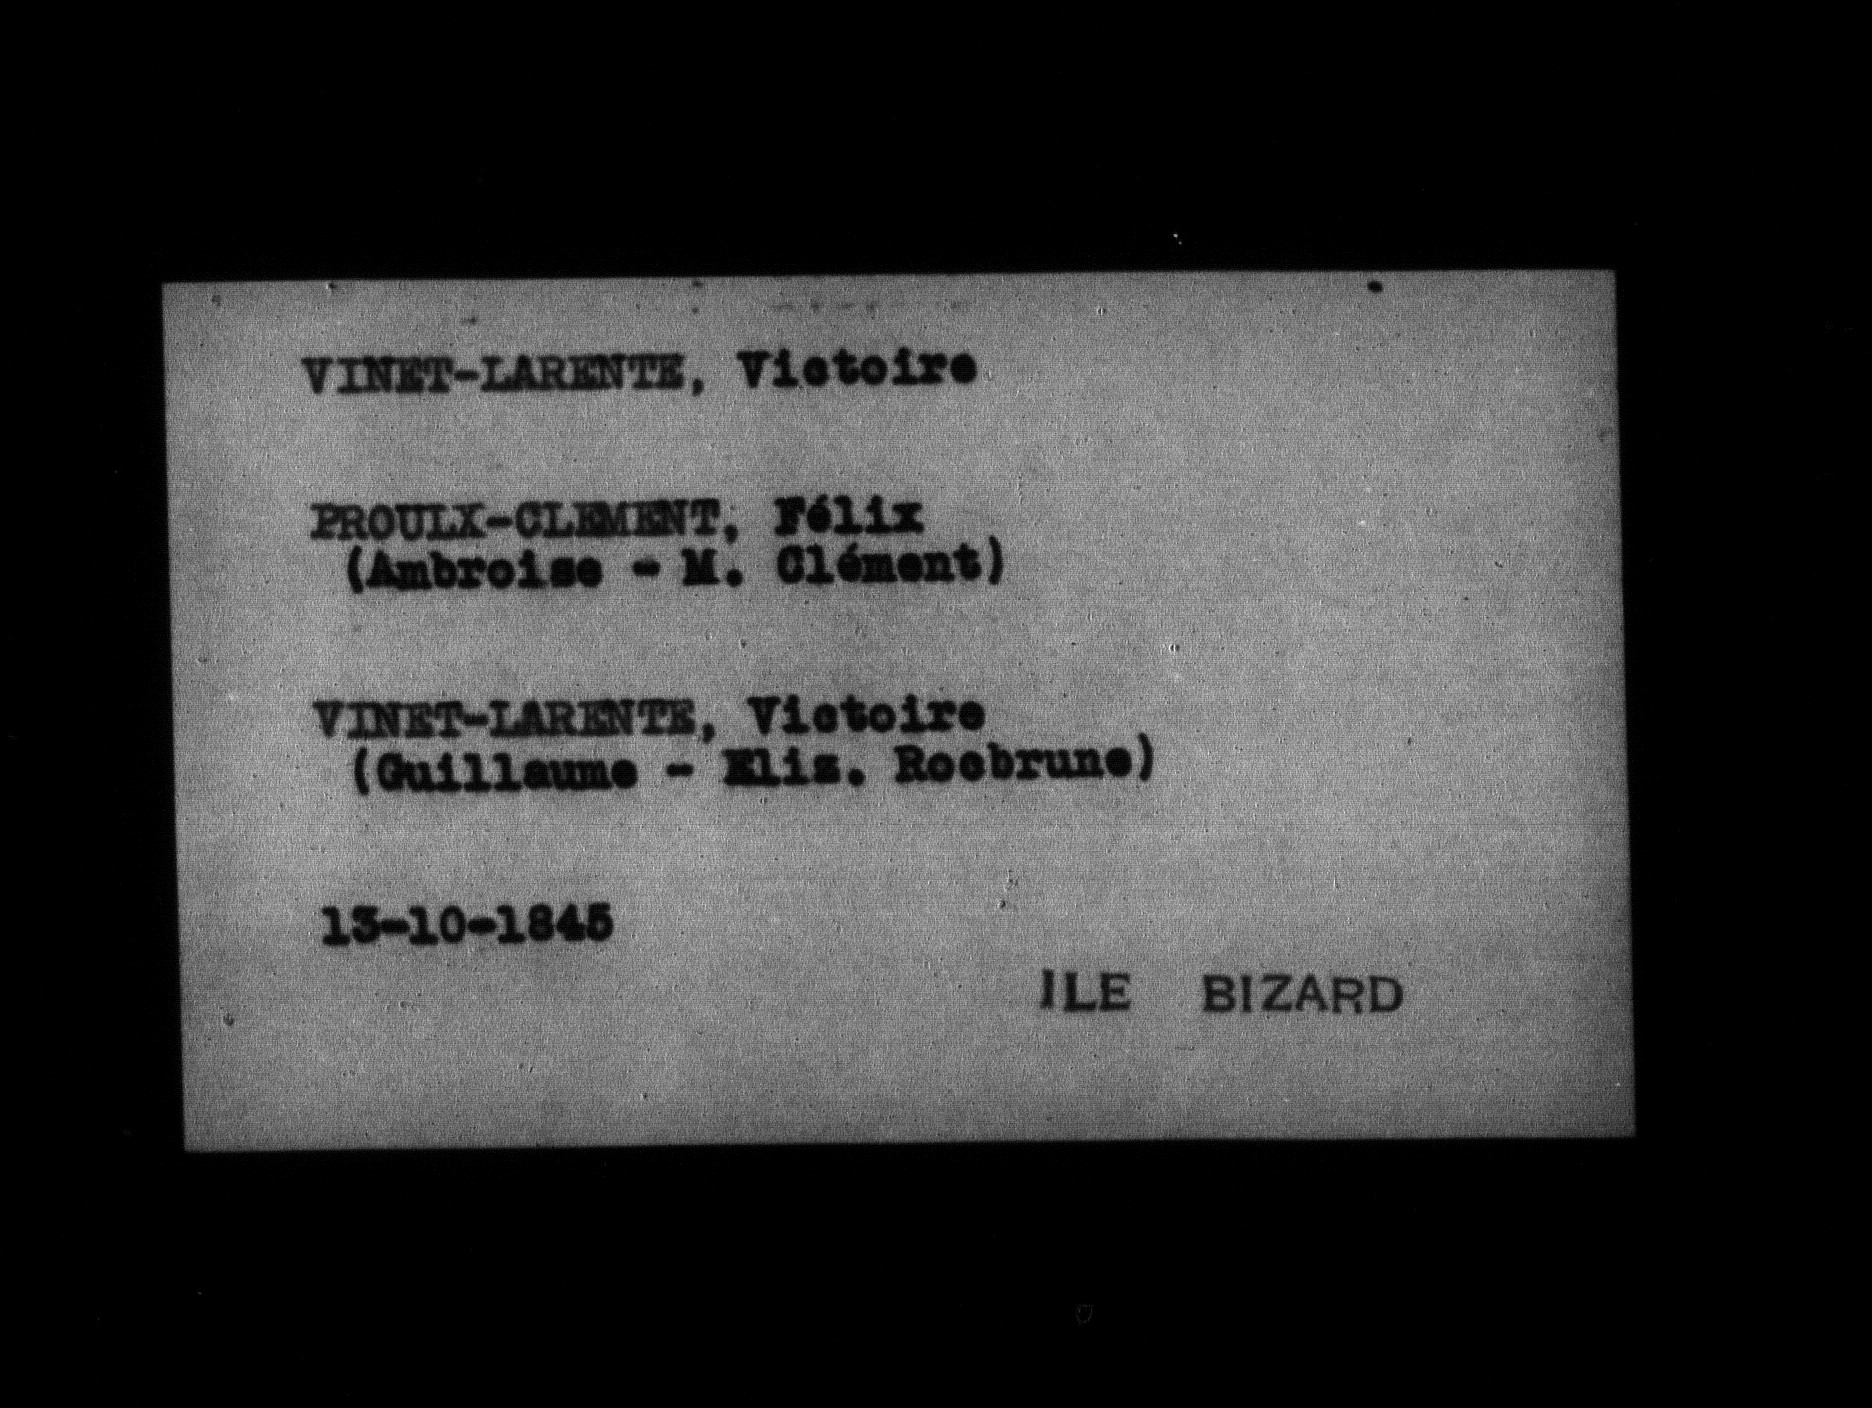 VINET-LARENTE, Victoire
PROULX-CLEMENT, Félix
(Ambroise - M. Clément)
VINET-LARENTE, Victoire
(Guillaume - Eliz. Rocbrune)
13-10-1845
ILE BIZARD